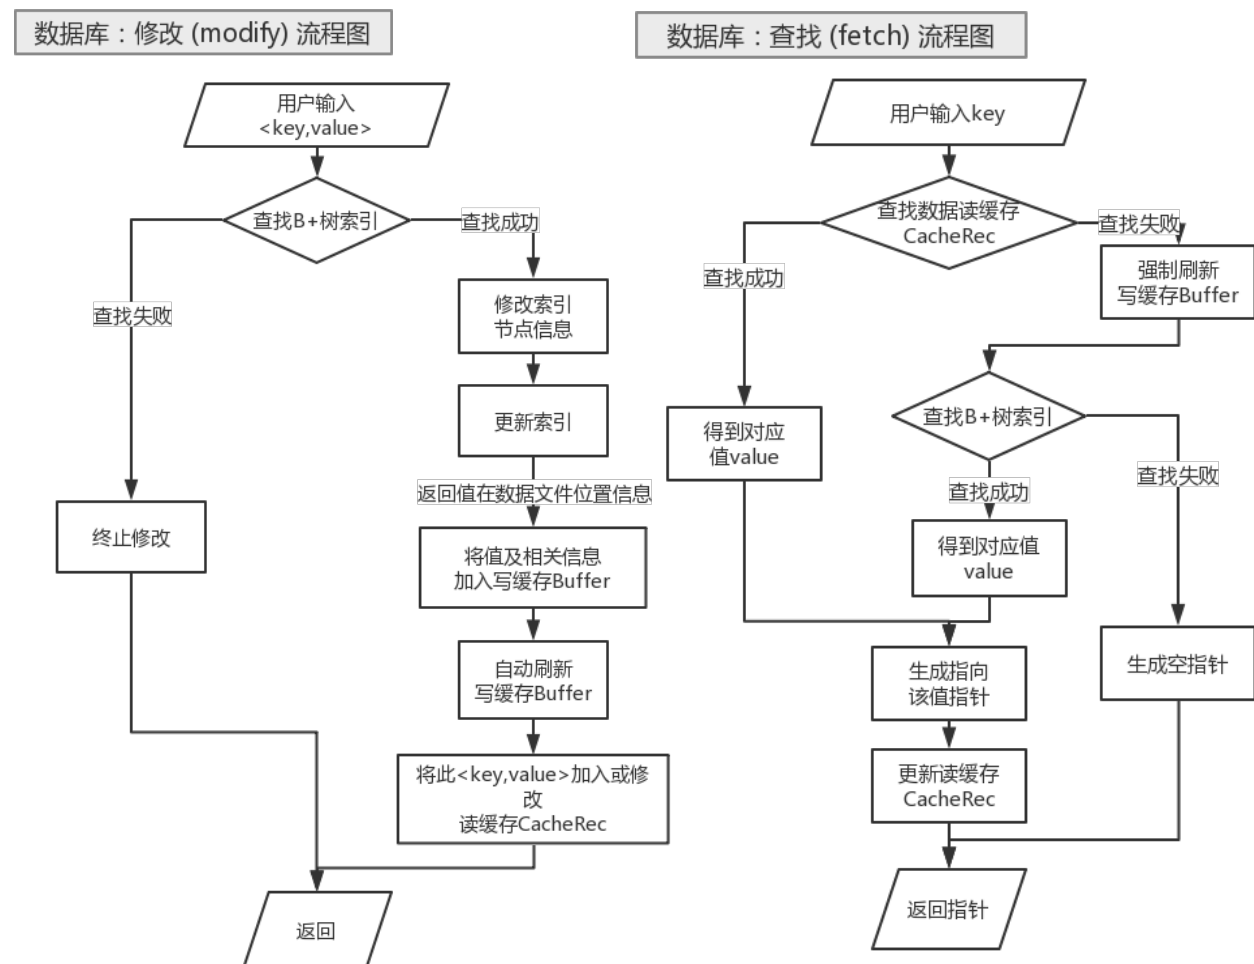 数据库：修改 (modify) 流程图
用户输入
<key,value>
查找B+树索引
查找成功
查找失败
修改索引
节点信息
更新索引
返回值在数据文件位置信息
终止修改
将值及相关信息
加入写缓存Buffer
自动刷新
写缓存Buffer
将此<key,value>加入或修
改
读缓存CacheRec
返回
数据库：查找 (fetch) 流程图
用户输入key
查找数据读缓存
CacheRec
查找失败
查找成功
强制刷新
写缓存Buffer
查找B+树索引
得到对应
值value
查找成功
查找失败
得到对应值
value
生成指向
该值指针
生成空指针
更新读缓存
CacheRec
返回指针